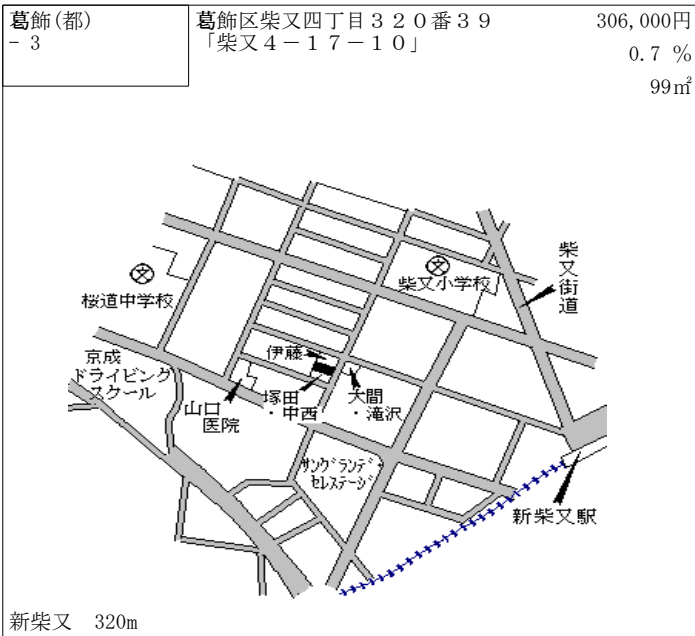 葛飾(都)
－３
葛飾区柴又四丁目３２０番３９
「柴又４－１７－１０」
306,000円
0.7 %
99㎡
柴又街道
柴又小学校
桜道中学校
京成
ドライビング
スクール
伊藤
山口
医院
塚田
・中西
大間
・滝沢
サングランデ
セレステージ
新柴又駅
新柴又 320m